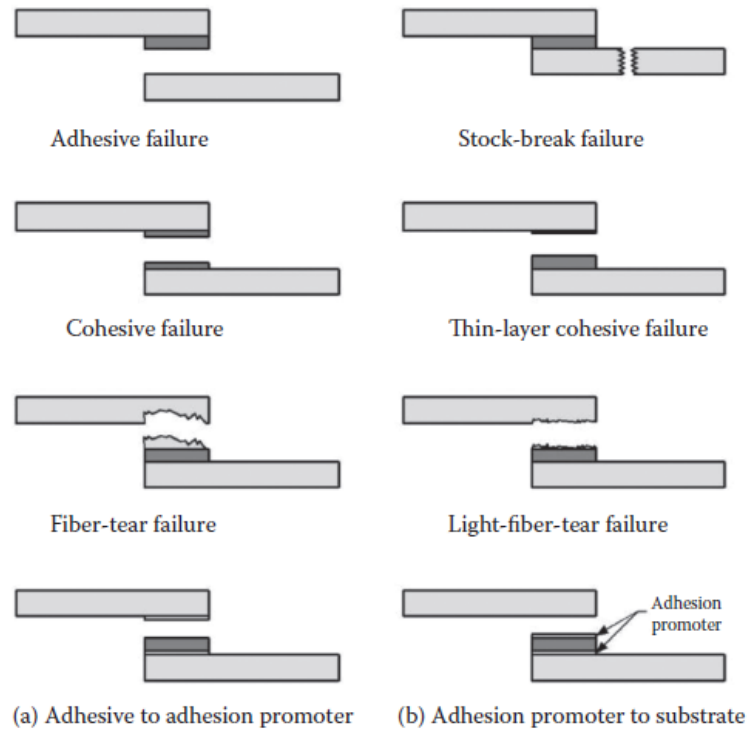 Adhesive failure
Stock-break failure
Cohesive failure
Thin-layer cohesive failure
Fiber-tear failure
Light-fiber-tear failure
Adhesion
promoter
(a) Adhesive to adhesion promoter
(b) Adhesion promoter to substrate